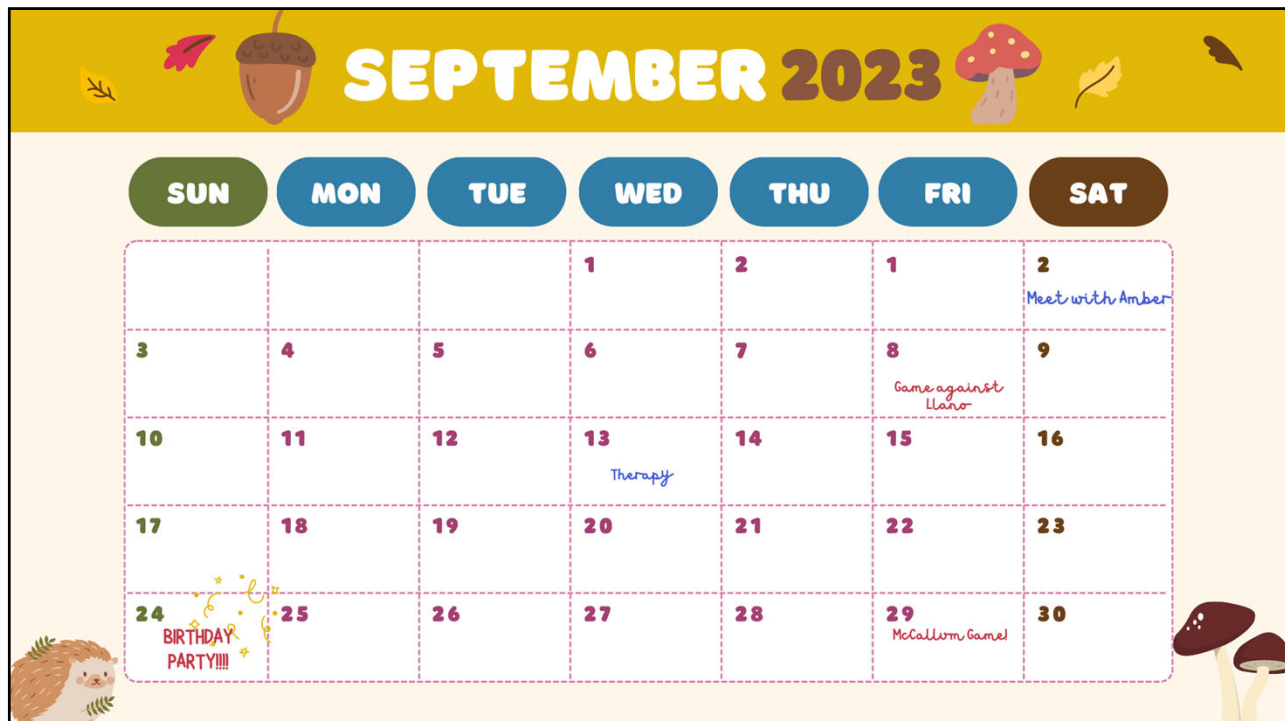 SEPTEMBER 2023
SUN MON TUE WED THU FRI SAT
1 2 1 2
Meet with Amber
3 4 5 6 7 8 9
Game against
Llano
10 11 12 13 14 15 16
Therapy
17 18 19 20 21 22 23
24 25 26 27 28 29 30
BIRTHDAY
PARTY!!!!
McCallum Game!